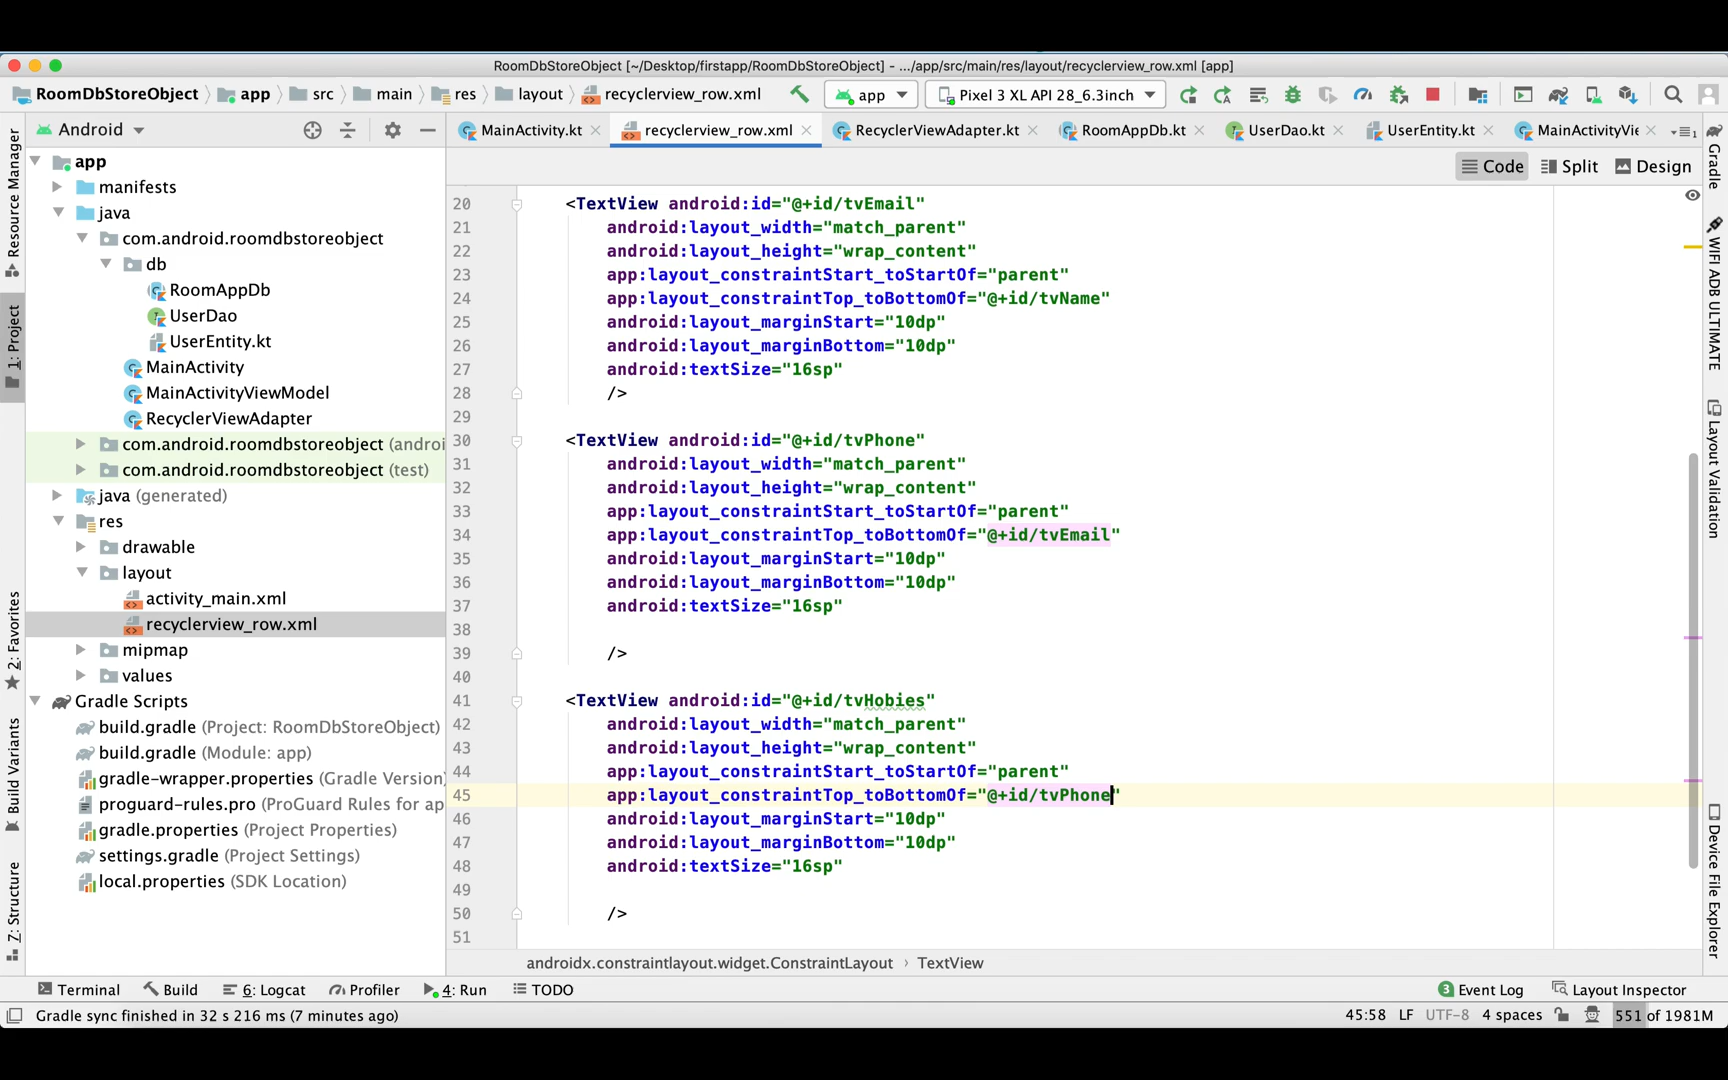 RoomDbStoreObject [~/Desktop/firstapp/RoomDbStoreObject] - .../app/src/main/res/layout/recyclerview_row.xml [app]
RoomDbStoreObject app src main res layout recyclerview_row.xml app Pixel 3 XL API 28_6.3inch
Android
MainActivity.kt recyclerview_row.xml RecyclerViewAdapter.kt RoomAppDb.kt UserDao.kt UserEntity.kt MainActivityVie
Code Split Design
Resource Manager
1: Project
2: Favorites
Build Variants
Z: Structure
app
manifests
java
com.android.roomdbstoreobject
db
RoomAppDb
UserDao
UserEntity.kt
MainActivity
MainActivityViewModel
RecyclerViewAdapter
com.android.roomdbstoreobject (androi
com.android.roomdbstoreobject (test)
java (generated)
res
drawable
layout
activity_main.xml
recyclerview_row.xml
mipmap
values
Gradle Scripts
build.gradle (Project: RoomDbStoreObject)
build.gradle (Module: app)
gradle-wrapper.properties (Gradle Version)
proguard-rules.pro (ProGuard Rules for ap
gradle.properties (Project Properties)
settings.gradle (Project Settings)
local.properties (SDK Location)
20 <TextView android:id="@+id/tvEmail"
21 android:layout_width="match_parent"
22 android:layout_height="wrap_content"
23 app:layout_constraintStart_toStartOf="parent"
24 app:layout_constraintTop_toBottomOf="@+id/tvName"
25 android:layout_marginStart="10dp"
26 android:layout_marginBottom="10dp"
27 android:textSize="16sp"
28 />
29
30 <TextView android:id="@+id/tvPhone"
31 android:layout_width="match_parent"
32 android:layout_height="wrap_content"
33 app:layout_constraintStart_toStartOf="parent"
34 app:layout_constraintTop_toBottomOf="@+id/tvEmail"
35 android:layout_marginStart="10dp"
36 android:layout_marginBottom="10dp"
37 android:textSize="16sp"
38
39 />
40
41 <TextView android:id="@+id/tvHobies"
42 android:layout_width="match_parent"
43 android:layout_height="wrap_content"
44 app:layout_constraintStart_toStartOf="parent"
45 app:layout_constraintTop_toBottomOf="@+id/tvPhone"
46 android:layout_marginStart="10dp"
47 android:layout_marginBottom="10dp"
48 android:textSize="16sp"
49
50 />
51
androidx.constraintlayout.widget.ConstraintLayout › TextView
Gradle
WIFI ADB ULTIMATE
Layout Validation
Device File Explorer
Terminal Build 6: Logcat Profiler 4: Run TODO 3 Event Log Layout Inspector
Gradle sync finished in 32 s 216 ms (7 minutes ago) 45:58 LF UTF-8 4 spaces 551 of 1981M